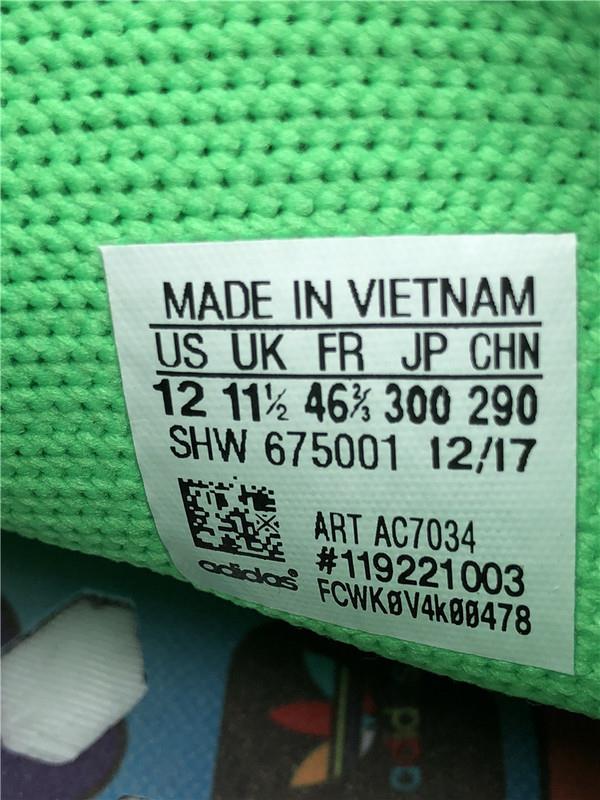 MADE IN VIETNAM
US UK FR JP CHN
12 11½ 46⅔ 300 290
SHW 675001 12/17
ART AC7034
#119221003
adidas®
FCWKØV4kØØ478